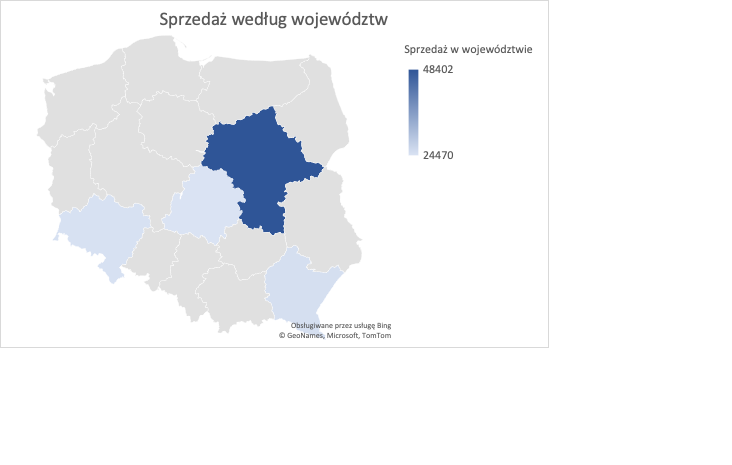 Sprzedaż według województw
Sprzedaż w województwie
48402
24470
Obsługiwane przez usługę Bing
© GeoNames, Microsoft, TomTom